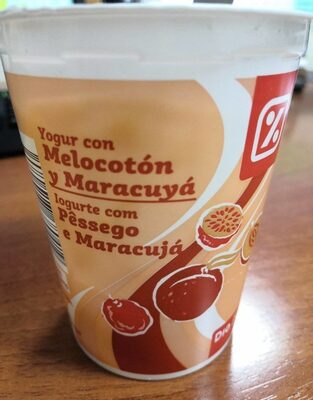 Yogur con
Melocotón
y Maracuyá
Iogurte com
Pêssego
e Maracujá